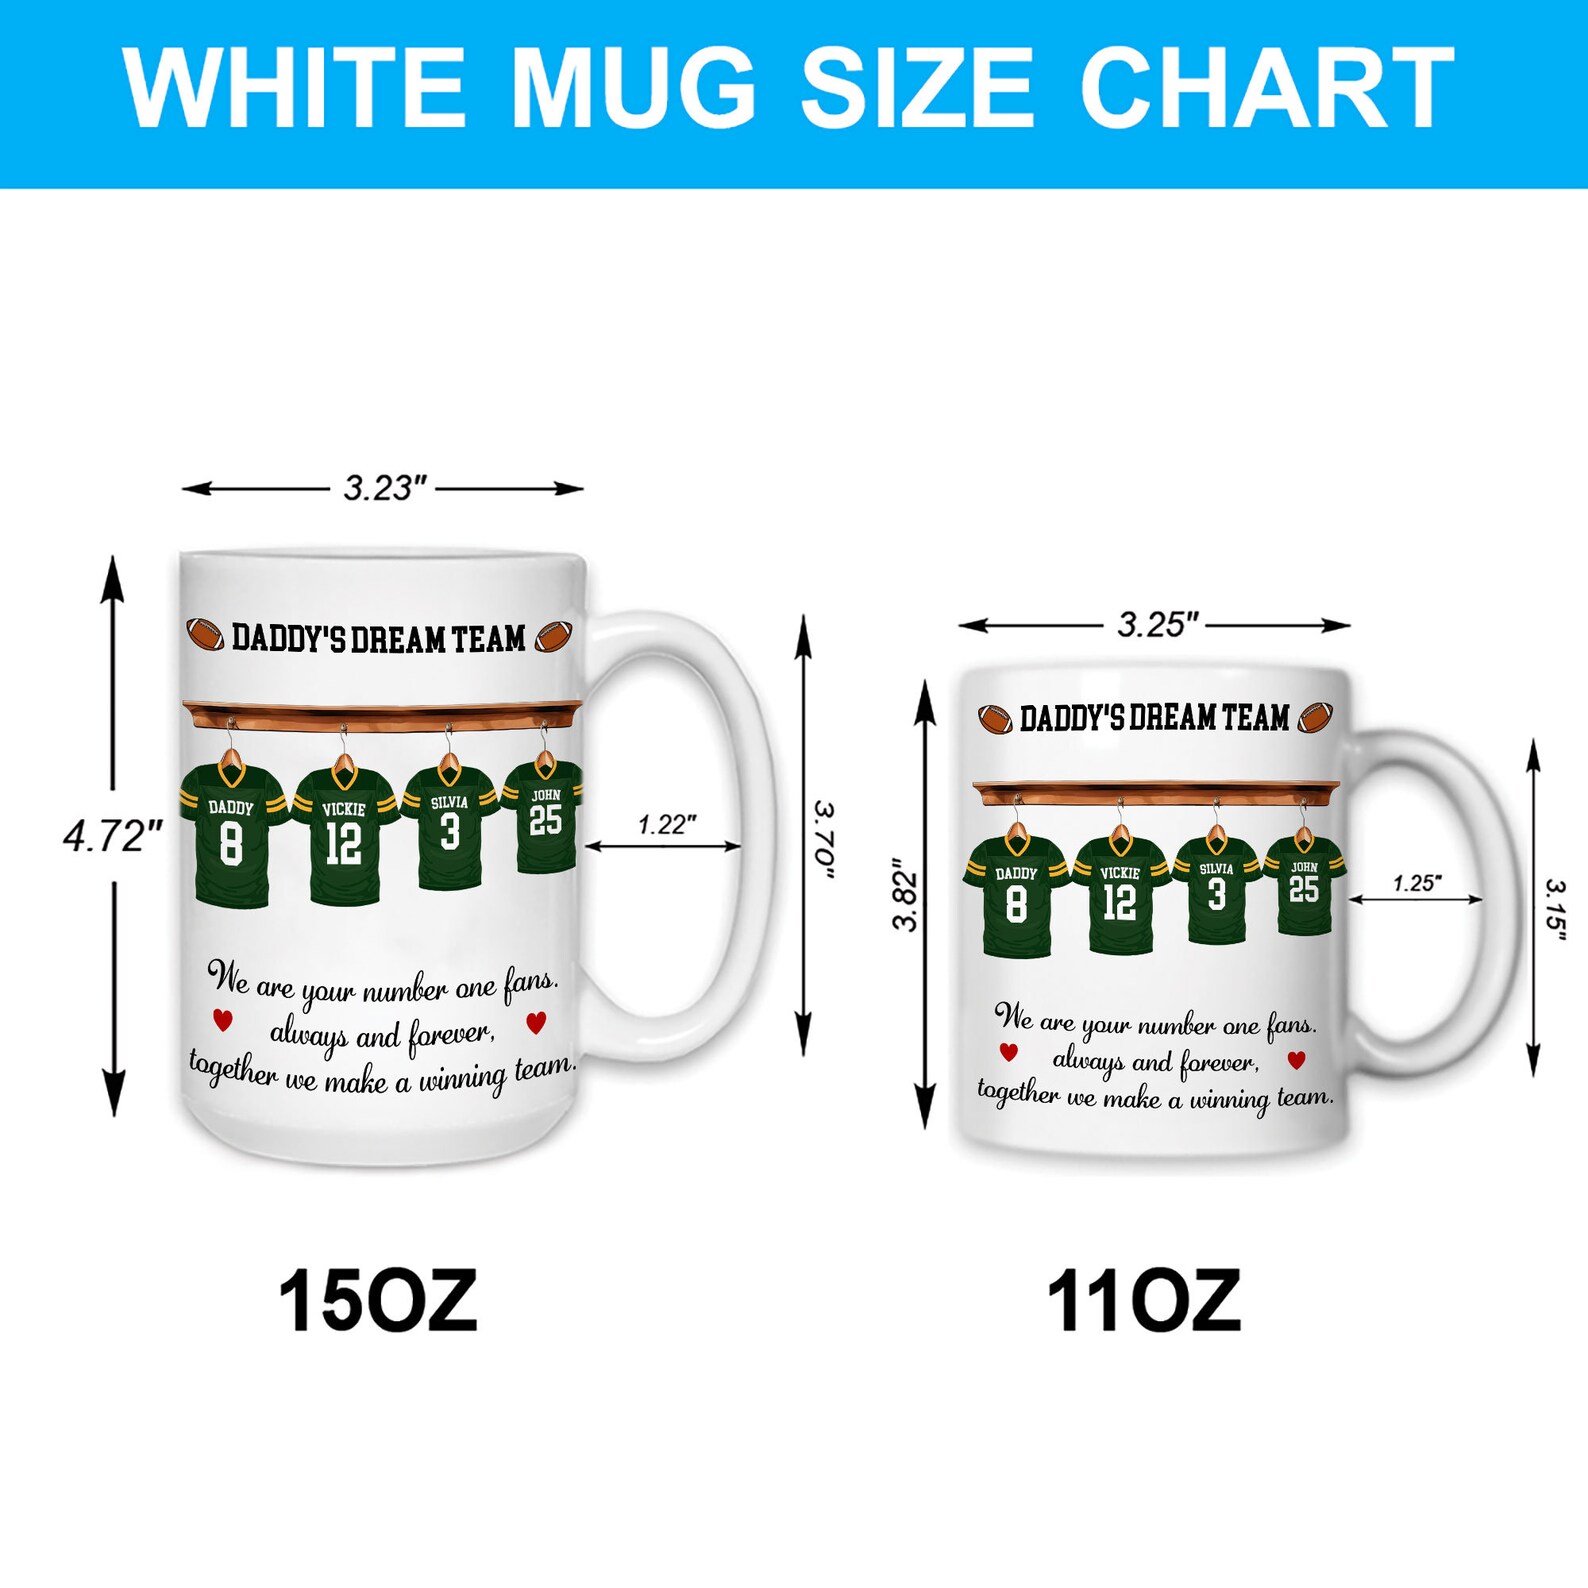 WHITE MUG SIZE CHART
3.23"
4.72"
DADDY'S DREAM TEAM
DADDY
8
VICKIE
12
SILVIA
3
JOHN
25
We are your number one fans.
always and forever,
together we make a winning team.
1.22"
3.70"
15OZ
3.25"
3.82"
DADDY'S DREAM TEAM
DADDY
8
VICKIE
12
SILVIA
3
JOHN
25
We are your number one fans.
always and forever,
together we make a winning team.
1.25"
3.15"
11OZ